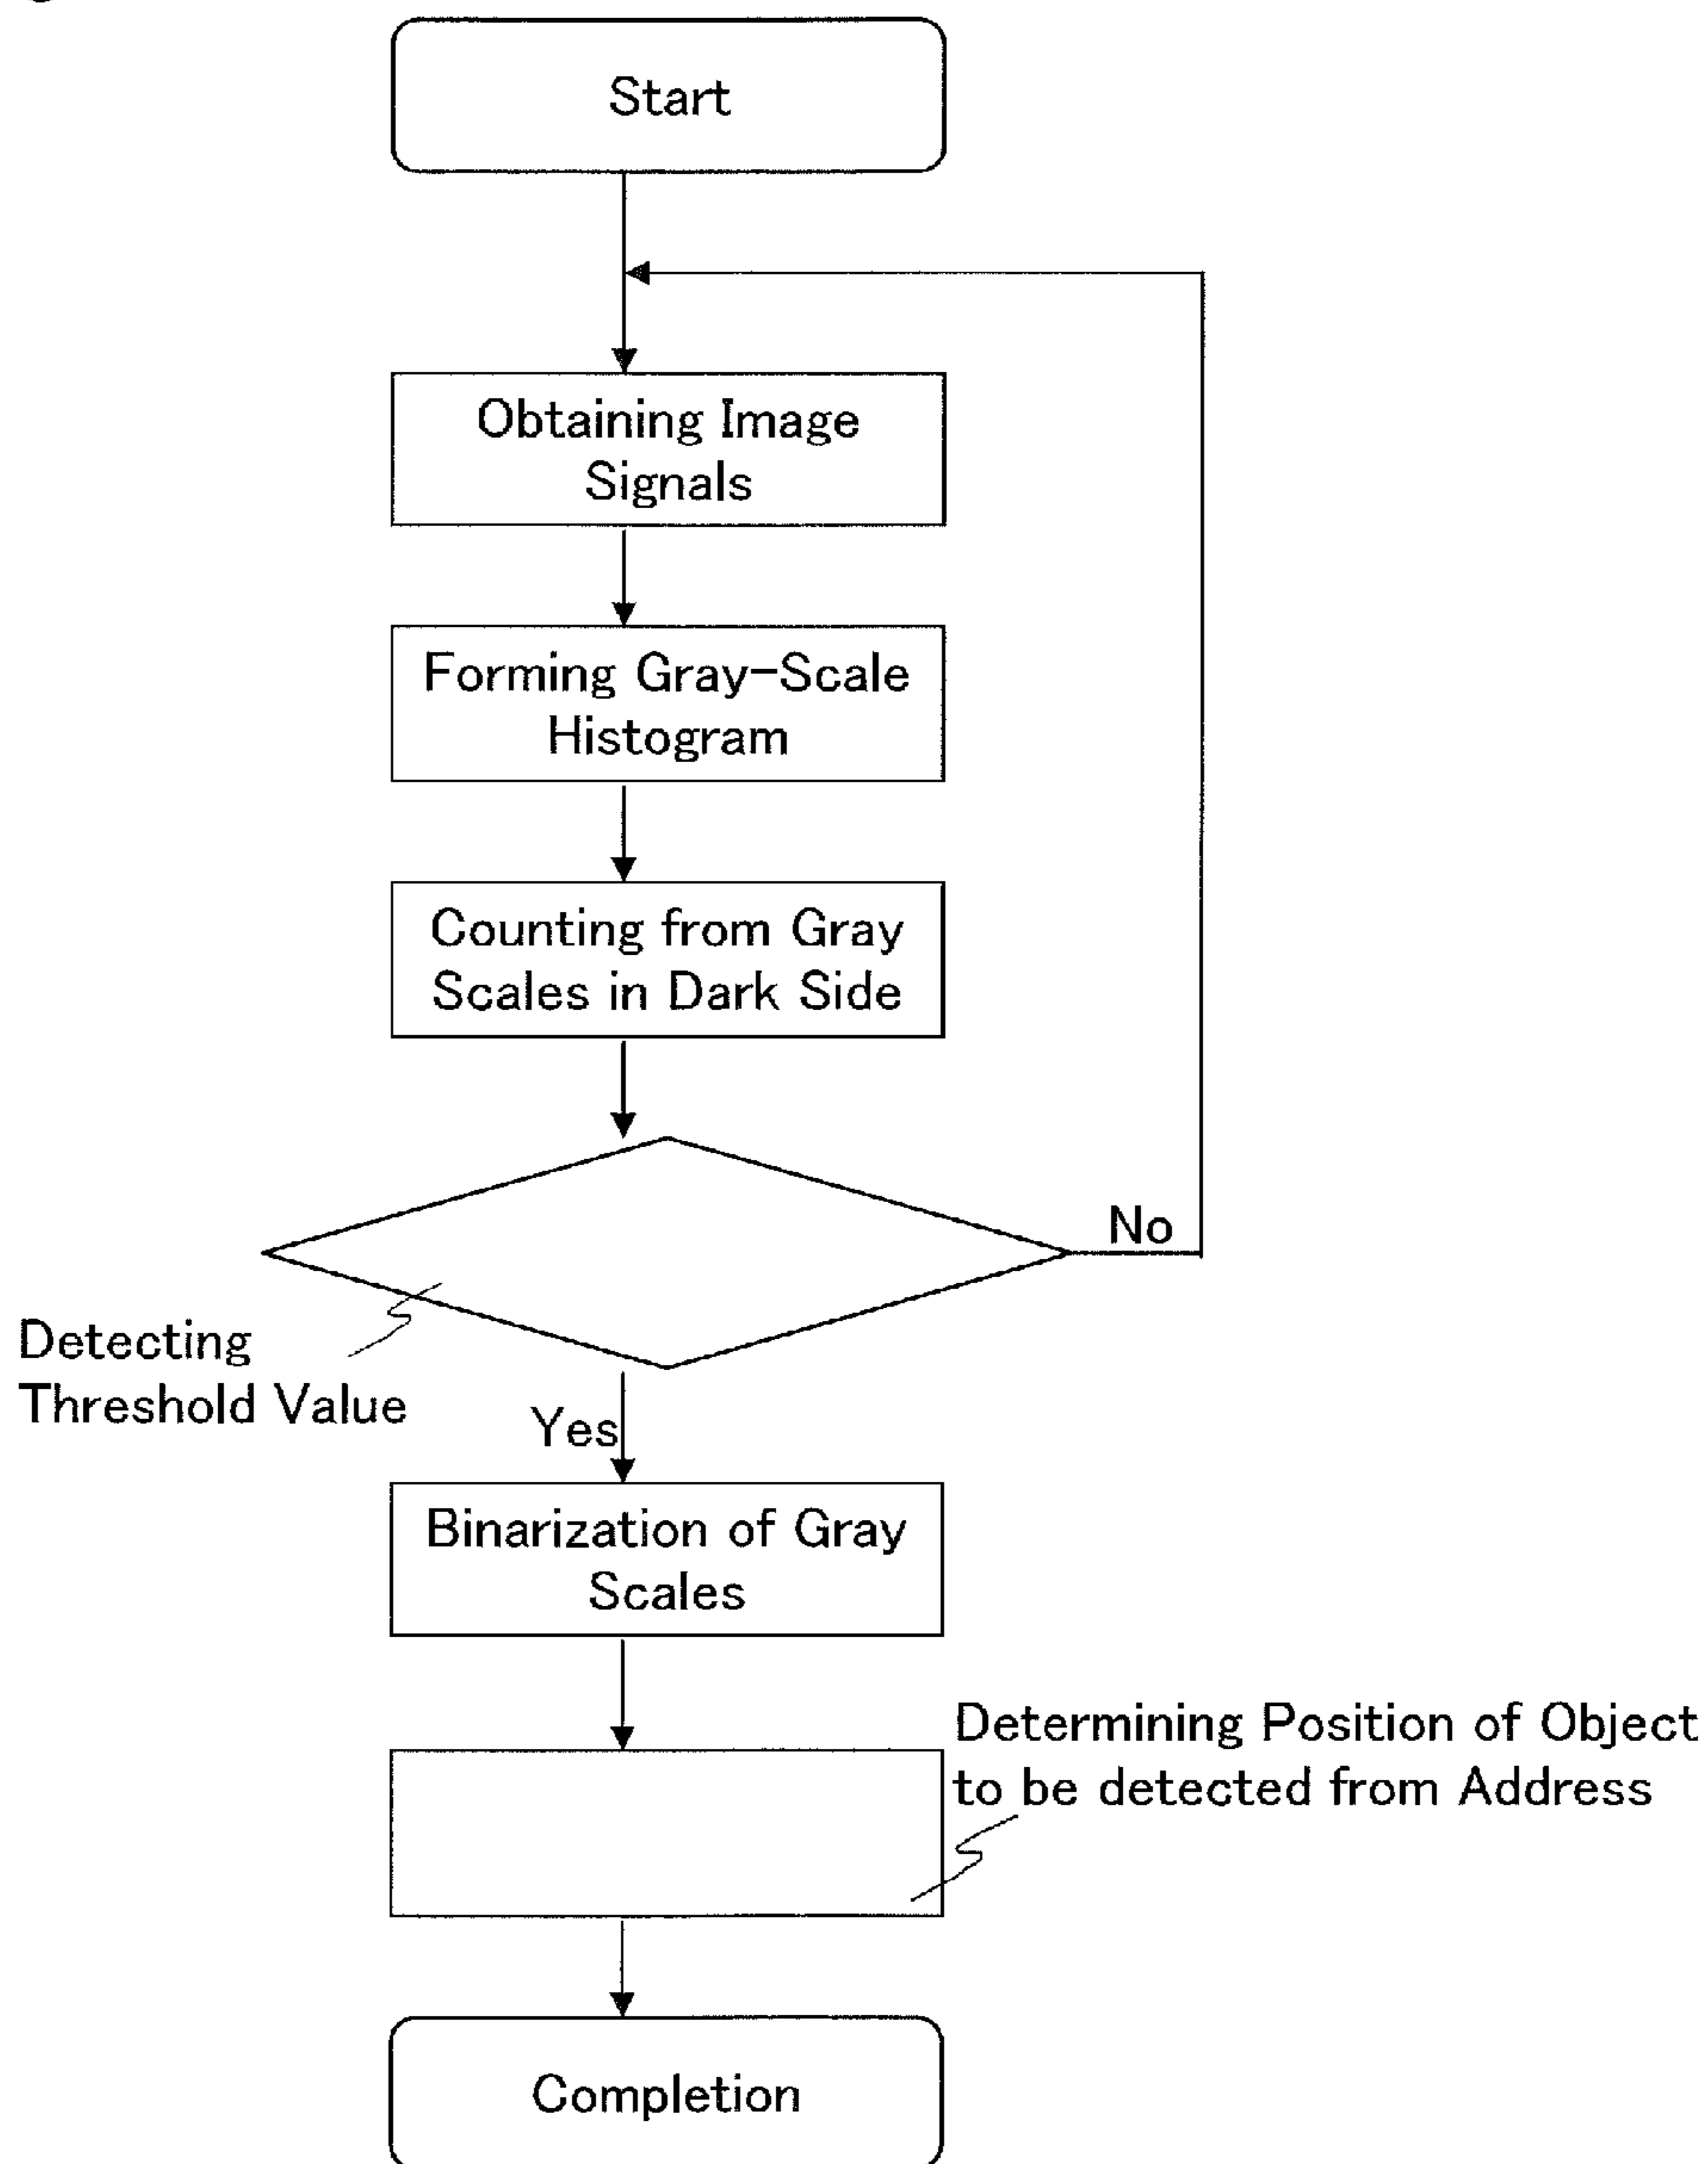 Start
Obtaining Image
Signals
Forming Gray-Scale
Histogram
Counting from Gray
Scales in Dark Side
No
Detecting
Threshold Value
Yes
Binarization of Gray
Scales
Determining Position of Object
to be detected from Address
Completion